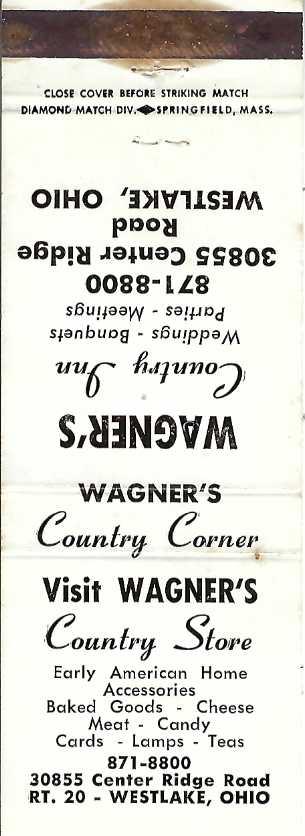 CLOSE COVER BEFORE STRIKING MATCH
DIAMOND MATCH DIV. SPRINGFIELD, MASS.
WAGNER'S
Country Inn
Weddings - Banquets
Parties - Meetings
871-8800
30855 Center Ridge
Road
WESTLAKE, OHIO
WAGNER'S
Country Corner
Visit WAGNER'S
Country Store
Early American Home
Accessories
Baked Goods - Cheese
Meat - Candy
Cards - Lamps - Teas
871-8800
30855 Center Ridge Road
RT. 20 - WESTLAKE, OHIO